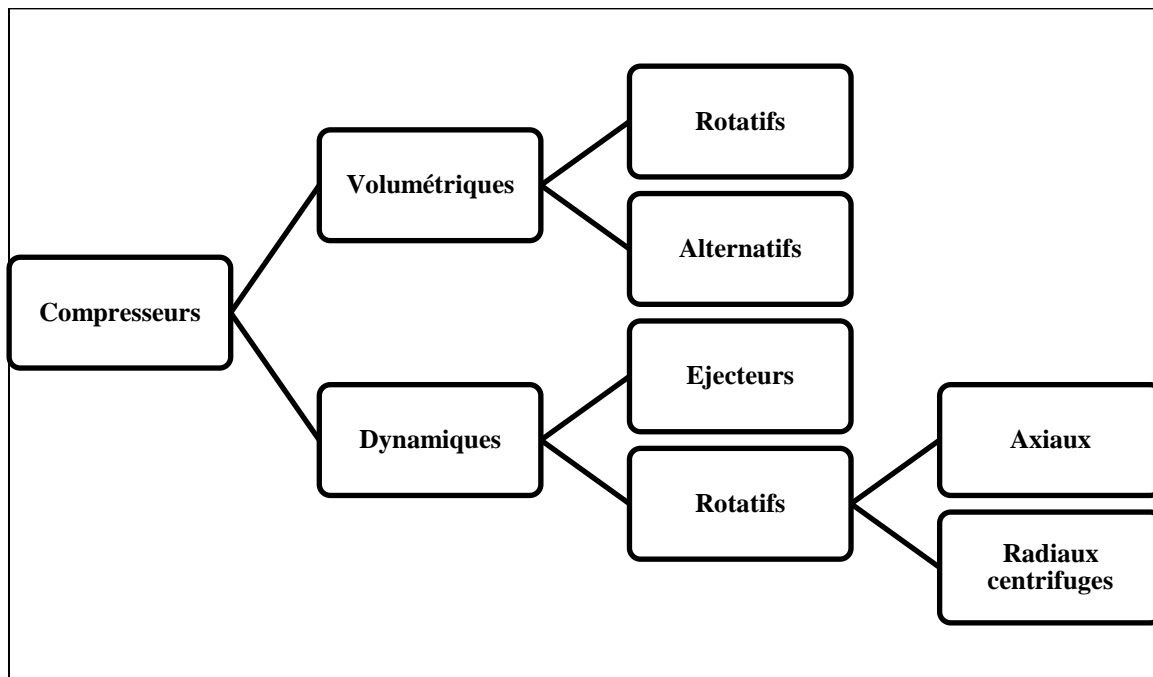 Rotatifs
Volumétriques
Alternatifs
Compresseurs
Ejecteurs
Dynamiques
Axiaux
Rotatifs
Radiaux
centrifuges